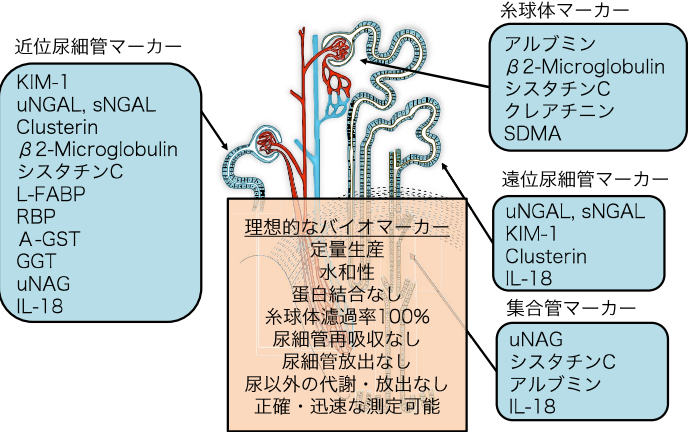 糸球体マーカー
アルブミン
β2-Microglobulin
シスタチンC
クレアチニン
SDMA
近位尿細管マーカー
KIM-1
uNGAL, sNGAL
Clusterin
β2-Microglobulin
シスタチンC
L-FABP
RBP
A-GST
GGT
uNAG
IL-18
遠位尿細管マーカー
uNGAL, sNGAL
KIM-1
Clusterin
IL-18
理想的なバイオマーカー
定量生産
水和性
蛋白結合なし
糸球体濾過率100%
尿細管再吸収なし
尿細管放出なし
尿以外の代謝・放出なし
正確・迅速な測定可能
集合管マーカー
uNAG
シスタチンC
アルブミン
IL-18